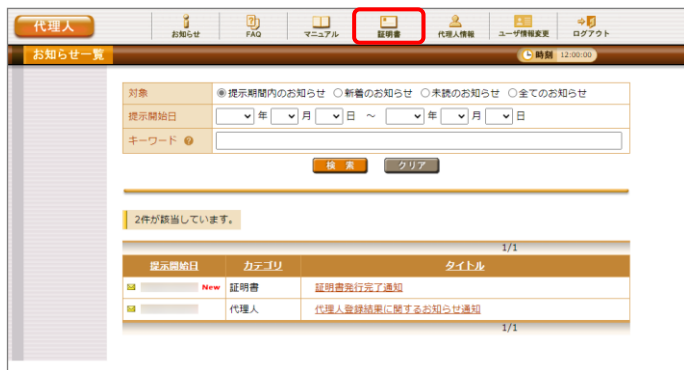 代理人
お知らせ
FAQ
マニュアル
証明書
代理人情報
ユーザ情報変更
ログアウト
お知らせ一覧
時刻 12:00:00
対象 提示期間内のお知らせ 新着のお知らせ 未読のお知らせ 全てのお知らせ
提示開始日 年 月 日 ～ 年 月 日
キーワード
検 索 クリア
2件が該当しています。
1/1
提示開始日 カテゴリ タイトル
New 証明書 証明書発行完了通知
代理人 代理人登録結果に関するお知らせ通知
1/1